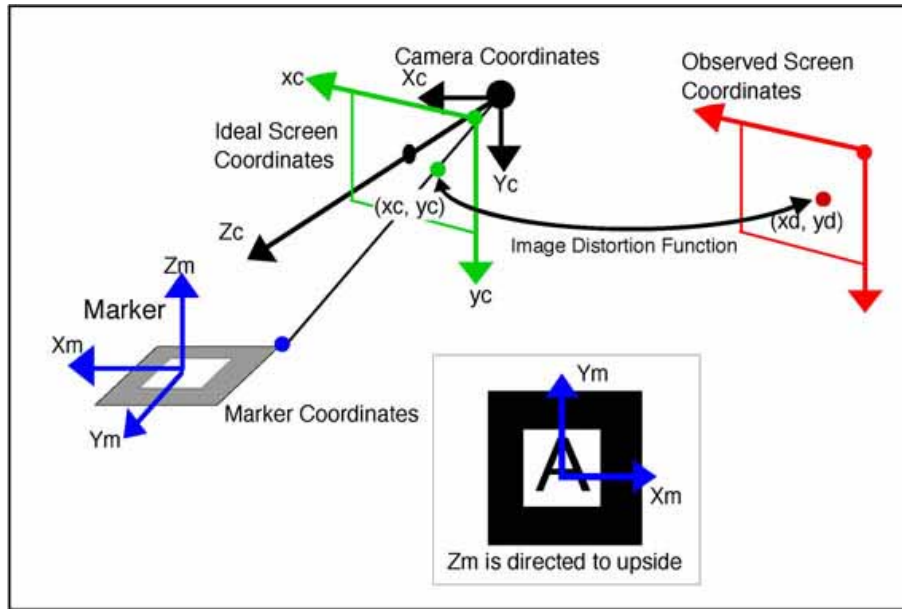 Camera Coordinates
Observed Screen
Coordinates
xc
Xc
Ideal Screen
Coordinates
Yc
(xc, yc)
(xd, yd)
Image Distortion Function
Zc
yc
Zm
Marker
Xm
Ym
Marker Coordinates
Ym
A
Xm
Zm is directed to upside